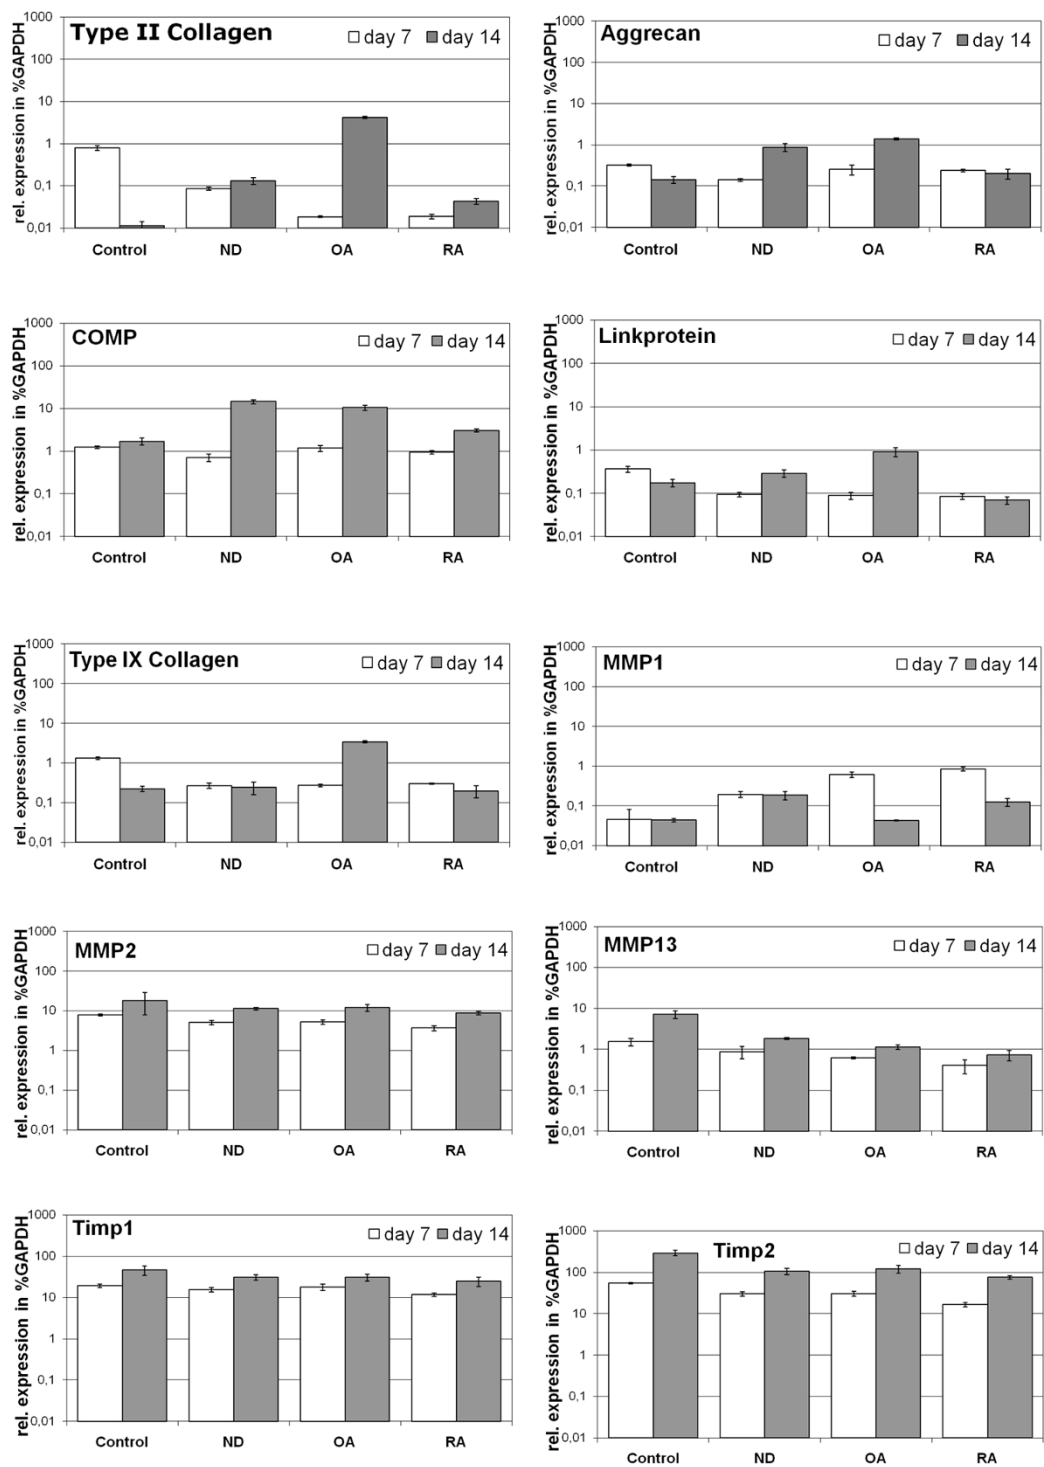 Type II Collagen
day 7 day 14
rel. expression in %GAPDH
1000
100
10
1
0,1
0,01
Control ND OA RA
Aggrecan
day 7 day 14
rel. expression in %GAPDH
1000
100
10
1
0,1
0,01
Control ND OA RA
COMP
day 7 day 14
rel. expression in %GAPDH
1000
100
10
1
0,1
0,01
Control ND OA RA
Linkprotein
day 7 day 14
rel. expression in %GAPDH
1000
100
10
1
0,1
0,01
Control ND OA RA
Type IX Collagen
day 7 day 14
rel. expression in %GAPDH
1000
100
10
1
0,1
0,01
Control ND OA RA
MMP1
day 7 day 14
rel. expression in %GAPDH
1000
100
10
1
0,1
0,01
Control ND OA RA
MMP2
day 7 day 14
rel. expression in %GAPDH
1000
100
10
1
0,1
0,01
Control ND OA RA
MMP13
day 7 day 14
rel. expression in %GAPDH
1000
100
10
1
0,1
0,01
Control ND OA RA
Timp1
day 7 day 14
rel. expression in %GAPDH
1000
100
10
1
0,1
0,01
Control ND OA RA
Timp2
day 7 day 14
rel. expression in %GAPDH
1000
100
10
1
0,1
0,01
Control ND OA RA